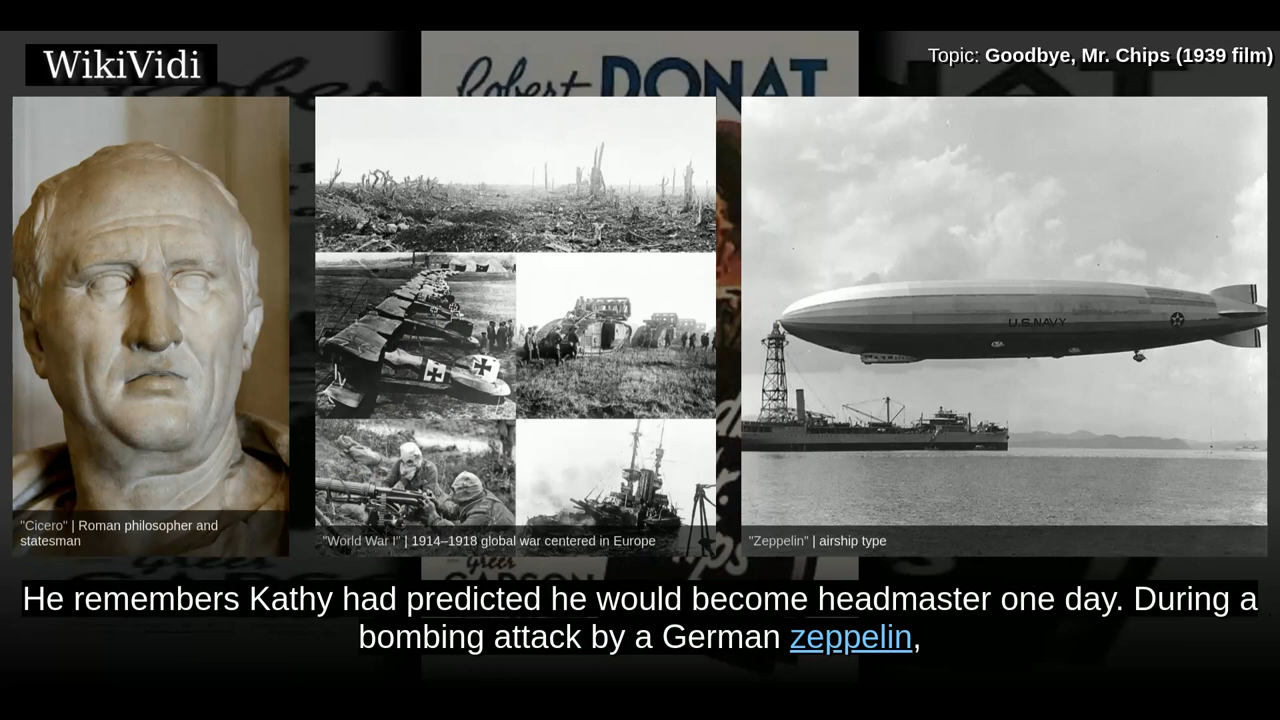 WikiVidi
Topic: Goodbye, Mr. Chips (1939 film)
Robert DONAT
U.S.NAVY
"Cicero" | Roman philosopher and
statesman
"World War I" | 1914–1918 global war centered in Europe
"Zeppelin" | airship type
Greer
GARSON
He remembers Kathy had predicted he would become headmaster one day. During a
bombing attack by a German zeppelin,